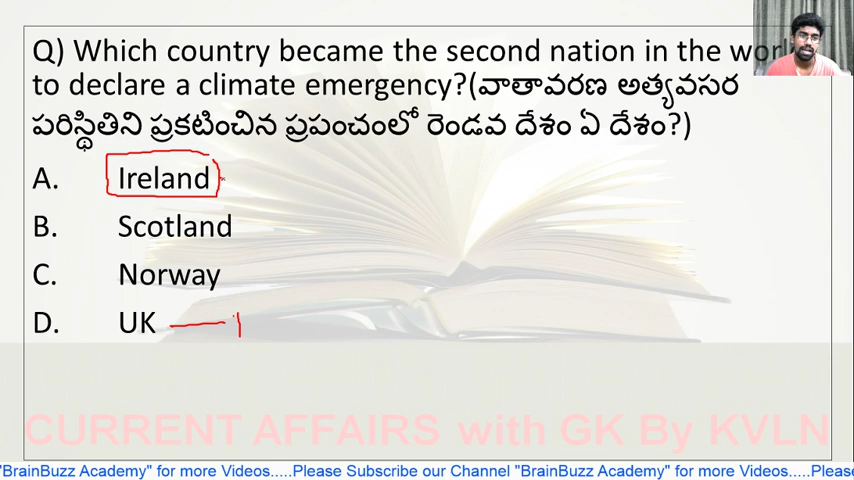 Q) Which country became the second nation in the wor
to declare a climate emergency?(వాతావరణ అత్యవసర
పరిస్థితిని ప్రకటించిన ప్రపంచంలో రెండవ దేశం ఏ దేశం?)
A. Ireland
B. Scotland
C. Norway
D. UK — 1
CURRENT AFFAIRS with GK By KVLN
"BrainBuzz Academy" for more Videos.....Please Subscribe our Channel "BrainBuzz Academy" for more Videos.....Please